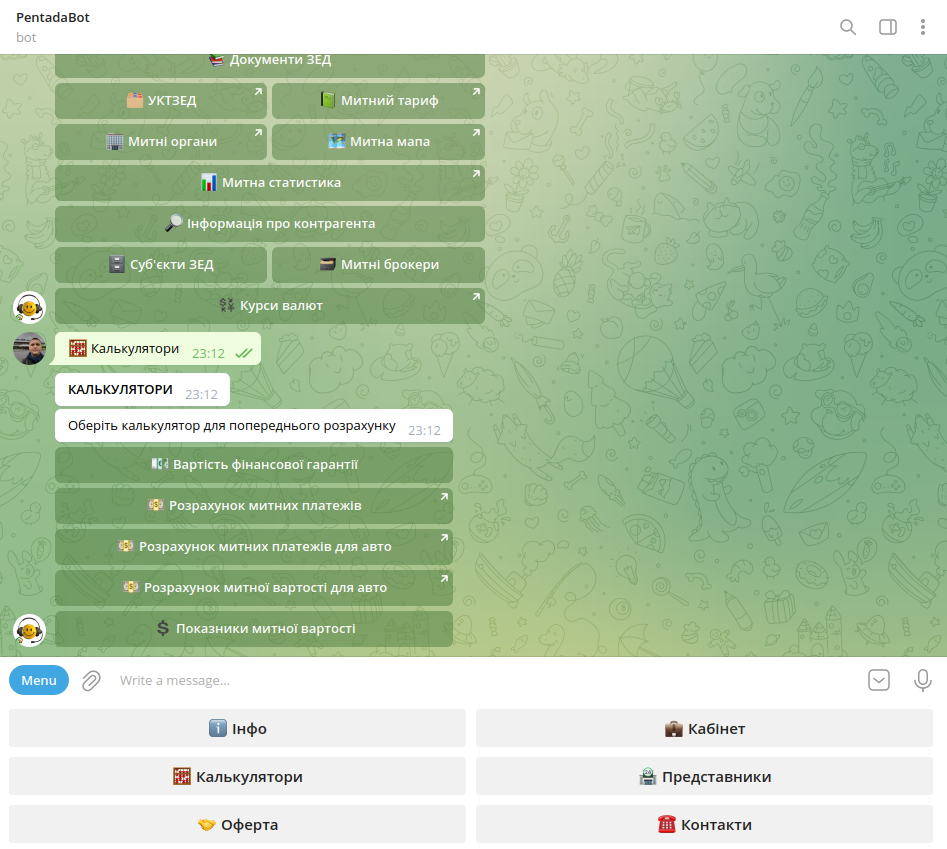 PentadaBot
bot
Документи ЗЕД
УКТЗЕД
Митний тариф
Митні органи
Митна мапа
Митна статистика
Інформація про контрагента
Суб'єкти ЗЕД
Митні брокери
Курси валют
Калькулятори 23:12
КАЛЬКУЛЯТОРИ 23:12
Оберіть калькулятор для попереднього розрахунку 23:12
Вартість фінансової гарантії
Розрахунок митних платежів
Розрахунок митних платежів для авто
Розрахунок митної вартості для авто
Показники митної вартості
Menu
Write a message...
Інфо
Кабінет
Калькулятори
Представники
Оферта
Контакти